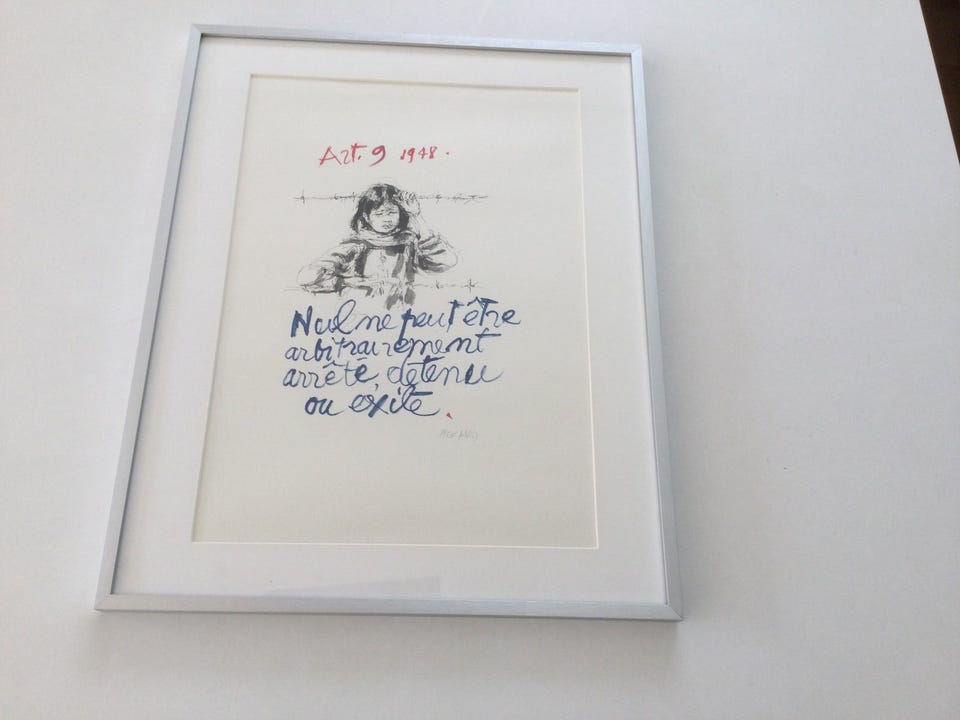 Art. 9 1948.
Nul ne peut être
arbitrairement
arrêté, détenu
ou exilé.